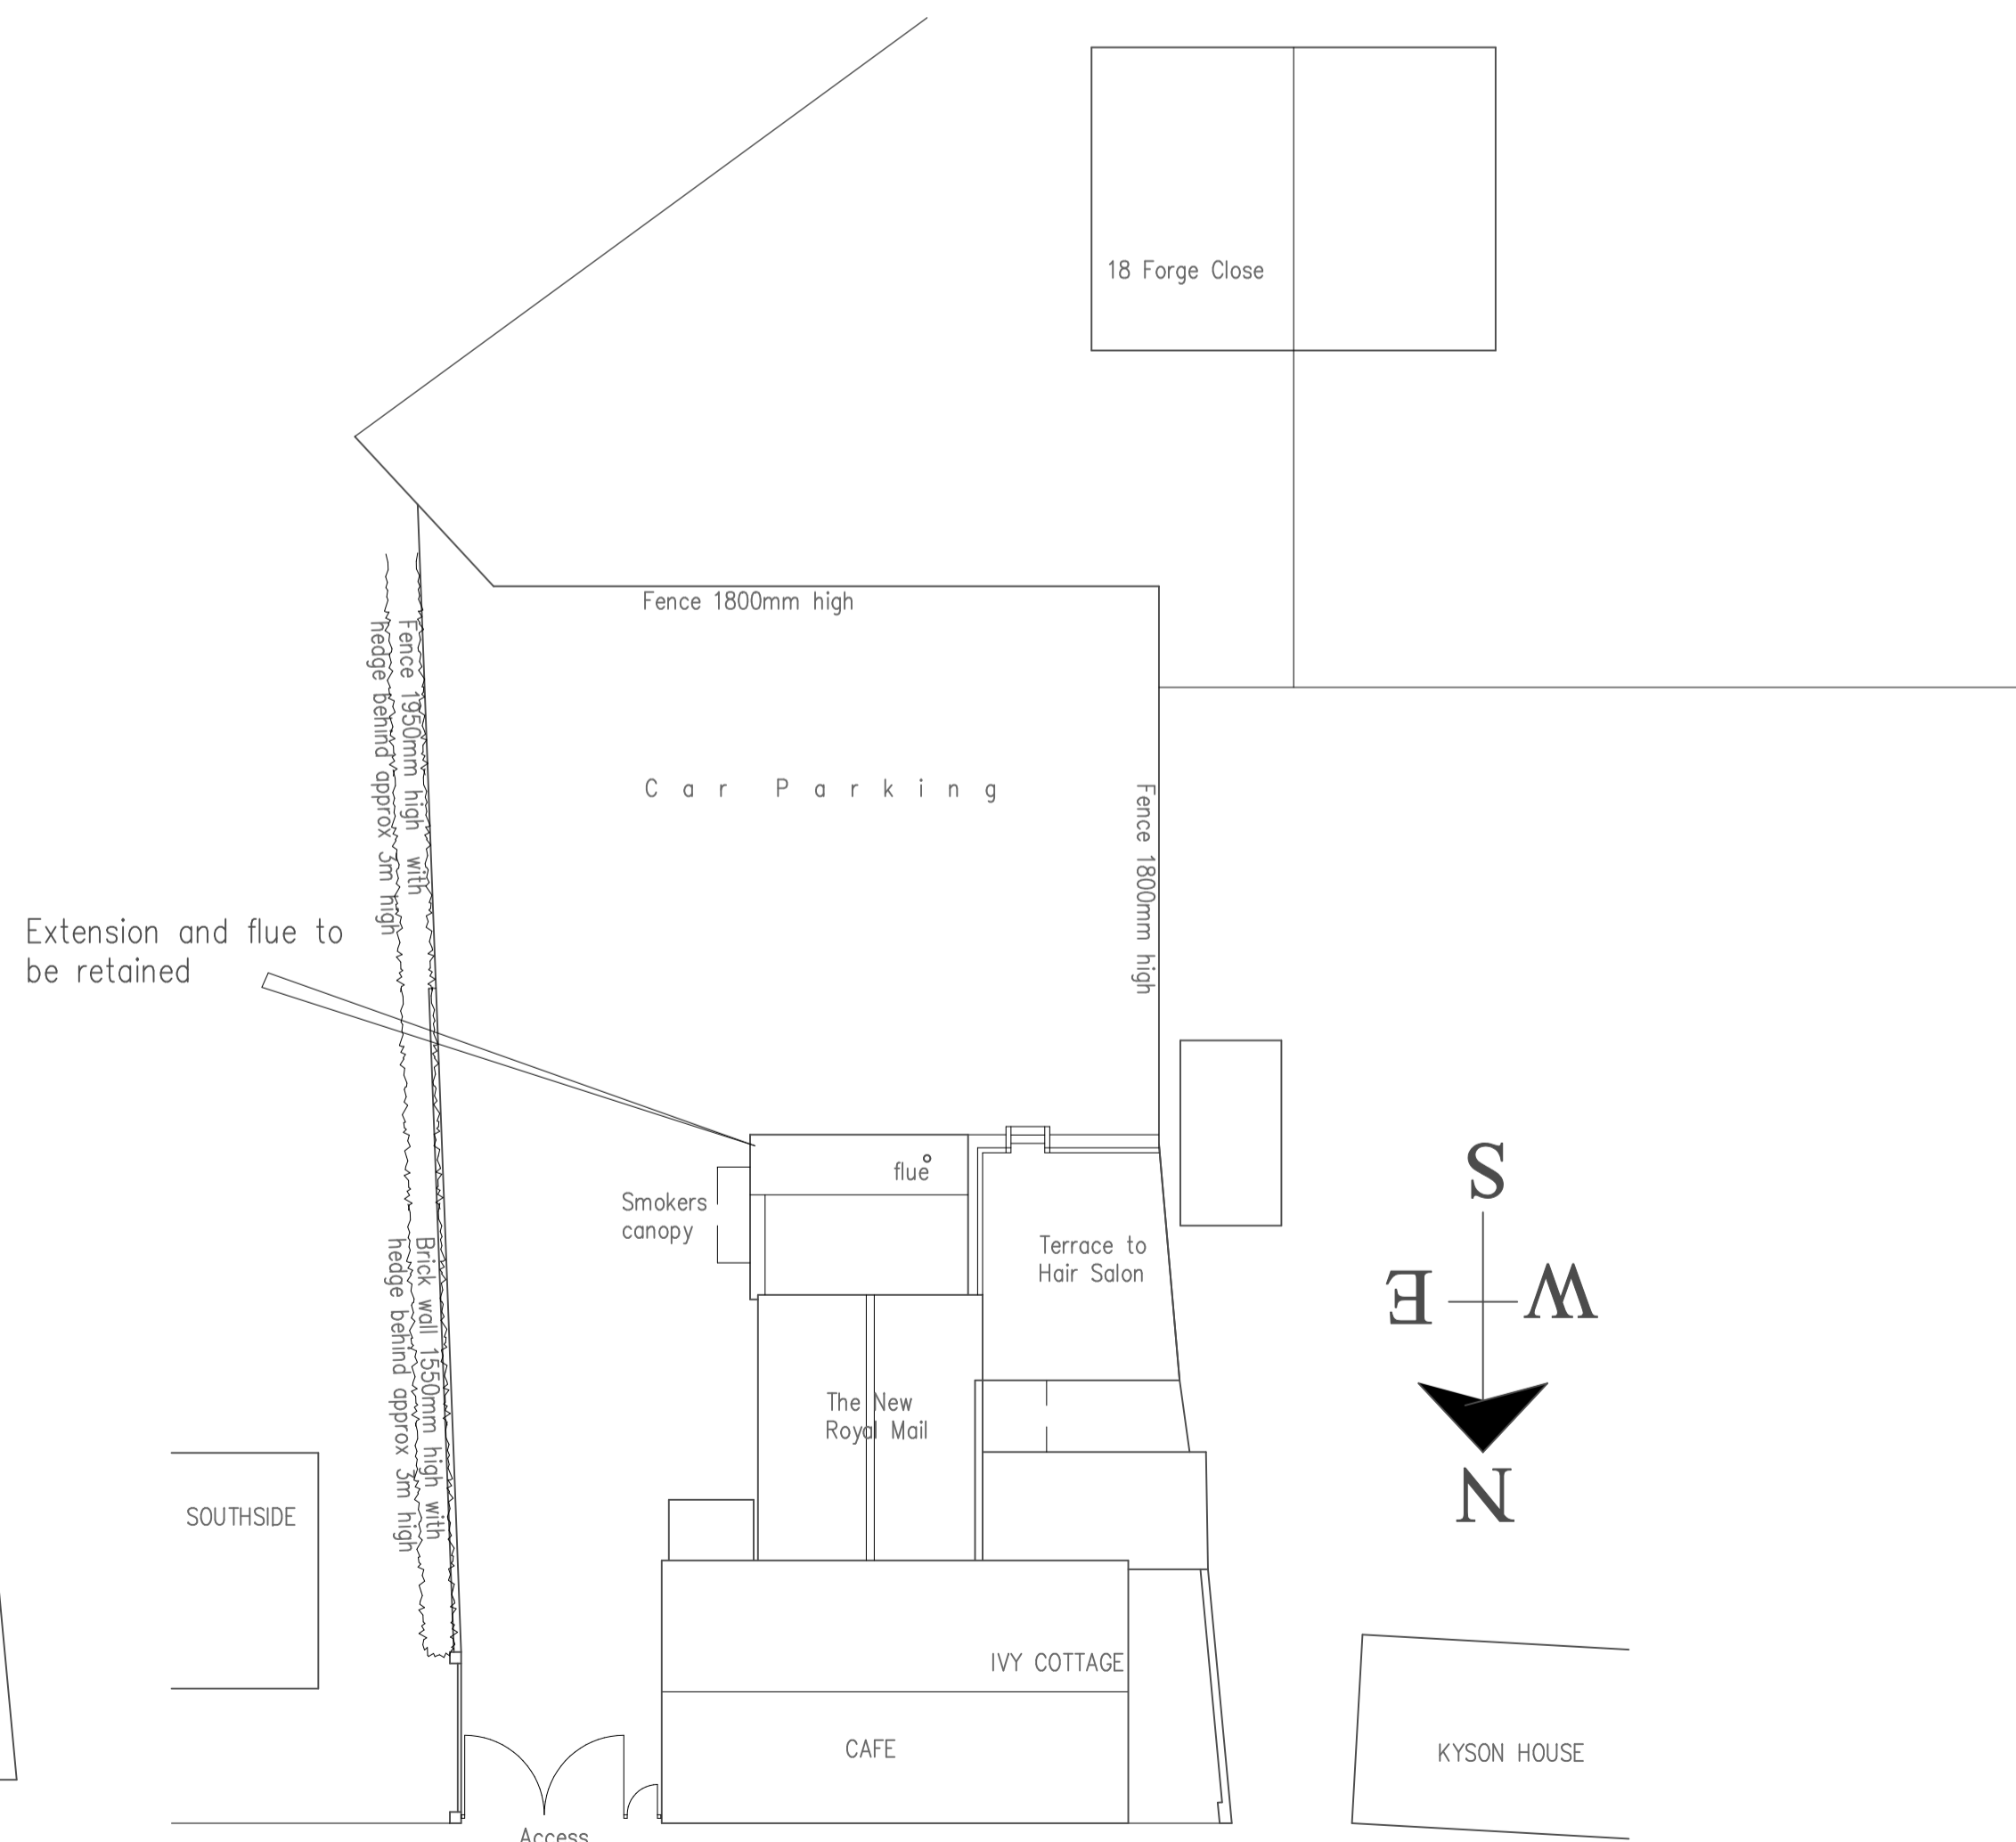 18 Forge Close
Fence 1800mm high
Fence 1950mm high with
hedge behind approx 3m high
Car Parking
Fence 1800mm high
Extension and flue to
be retained
flue
Smokers
canopy
Terrace to
Hair Salon
S
E
W
N
Brick wall 1550mm high with
hedge behind approx 3m high
The New
Royal Mail
SOUTHSIDE
IVY COTTAGE
CAFE
KYSON HOUSE
Access